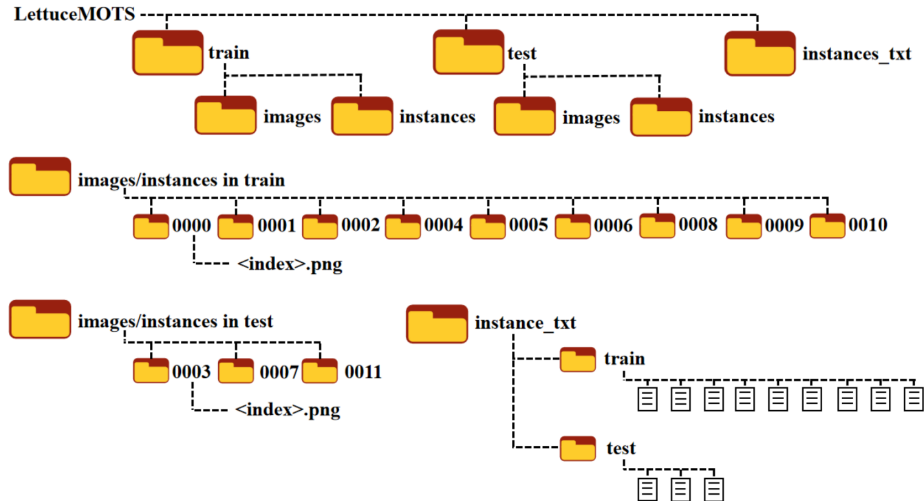 LettuceMOTS
train
test
instances_txt
images
instances
images
instances
images/instances in train
0000
0001
0002
0004
0005
0006
0008
0009
0010
<index>.png
images/instances in test
0003
0007
0011
<index>.png
instance_txt
train
test